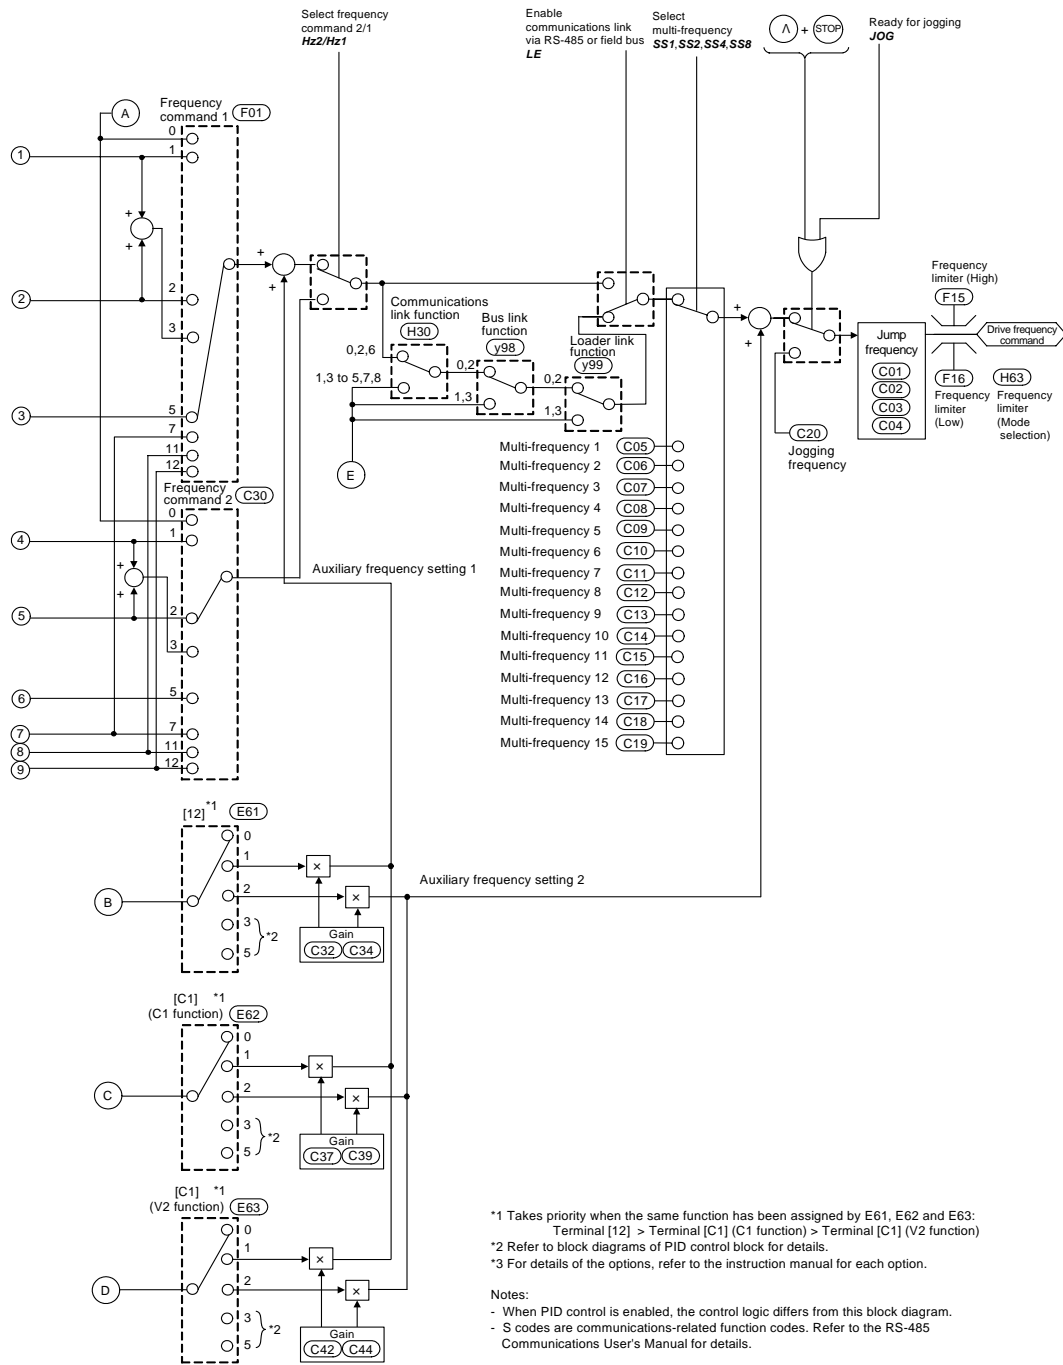 Select frequency
command 2/1
Hz2/Hz1
Enable
communications link
via RS-485 or field bus
LE
Select
multi-frequency
SS1,SS2,SS4,SS8
Λ + STOP
Ready for jogging
JOG
A
Frequency
command 1 F01
0
1
1
+
+
2
2
3
3
5
7
11
12
+
+
Communications
link function
H30
0,2,6
1,3 to 5,7,8
Bus link
function
y98
0,2
1,3
Loader link
function
y99
0,2
1,3
E
+
+
Frequency
limiter (High)
F15
Drive frequency
command
Jump
frequency
C01
C02
C03
C04
F16
Frequency
limiter
(Low)
H63
Frequency
limiter
(Mode
selection)
C20
Jogging
frequency
Multi-frequency 1 C05
Multi-frequency 2 C06
Multi-frequency 3 C07
Multi-frequency 4 C08
Multi-frequency 5 C09
Multi-frequency 6 C10
Multi-frequency 7 C11
Multi-frequency 8 C12
Multi-frequency 9 C13
Multi-frequency 10 C14
Multi-frequency 11 C15
Multi-frequency 12 C16
Multi-frequency 13 C17
Multi-frequency 14 C18
Multi-frequency 15 C19
Frequency
command 2 C30
0
4
1
+
+
5
2
3
6
5
7
7
8
11
9
12
Auxiliary frequency setting 1
[12] *1 E61
0
1
×
2
×
B
3
5
*2
Gain
C32 C34
Auxiliary frequency setting 2
[C1] *1
(C1 function) E62
0
1
×
2
×
C
3
5
*2
Gain
C37 C39
[C1] *1
(V2 function) E63
0
1
×
2
×
D
3
5
*2
Gain
C42 C44
*1 Takes priority when the same function has been assigned by E61, E62 and E63:
Terminal [12] > Terminal [C1] (C1 function) > Terminal [C1] (V2 function)
*2 Refer to block diagrams of PID control block for details.
*3 For details of the options, refer to the instruction manual for each option.
Notes:
- When PID control is enabled, the control logic differs from this block diagram.
- S codes are communications-related function codes. Refer to the RS-485
Communications User's Manual for details.